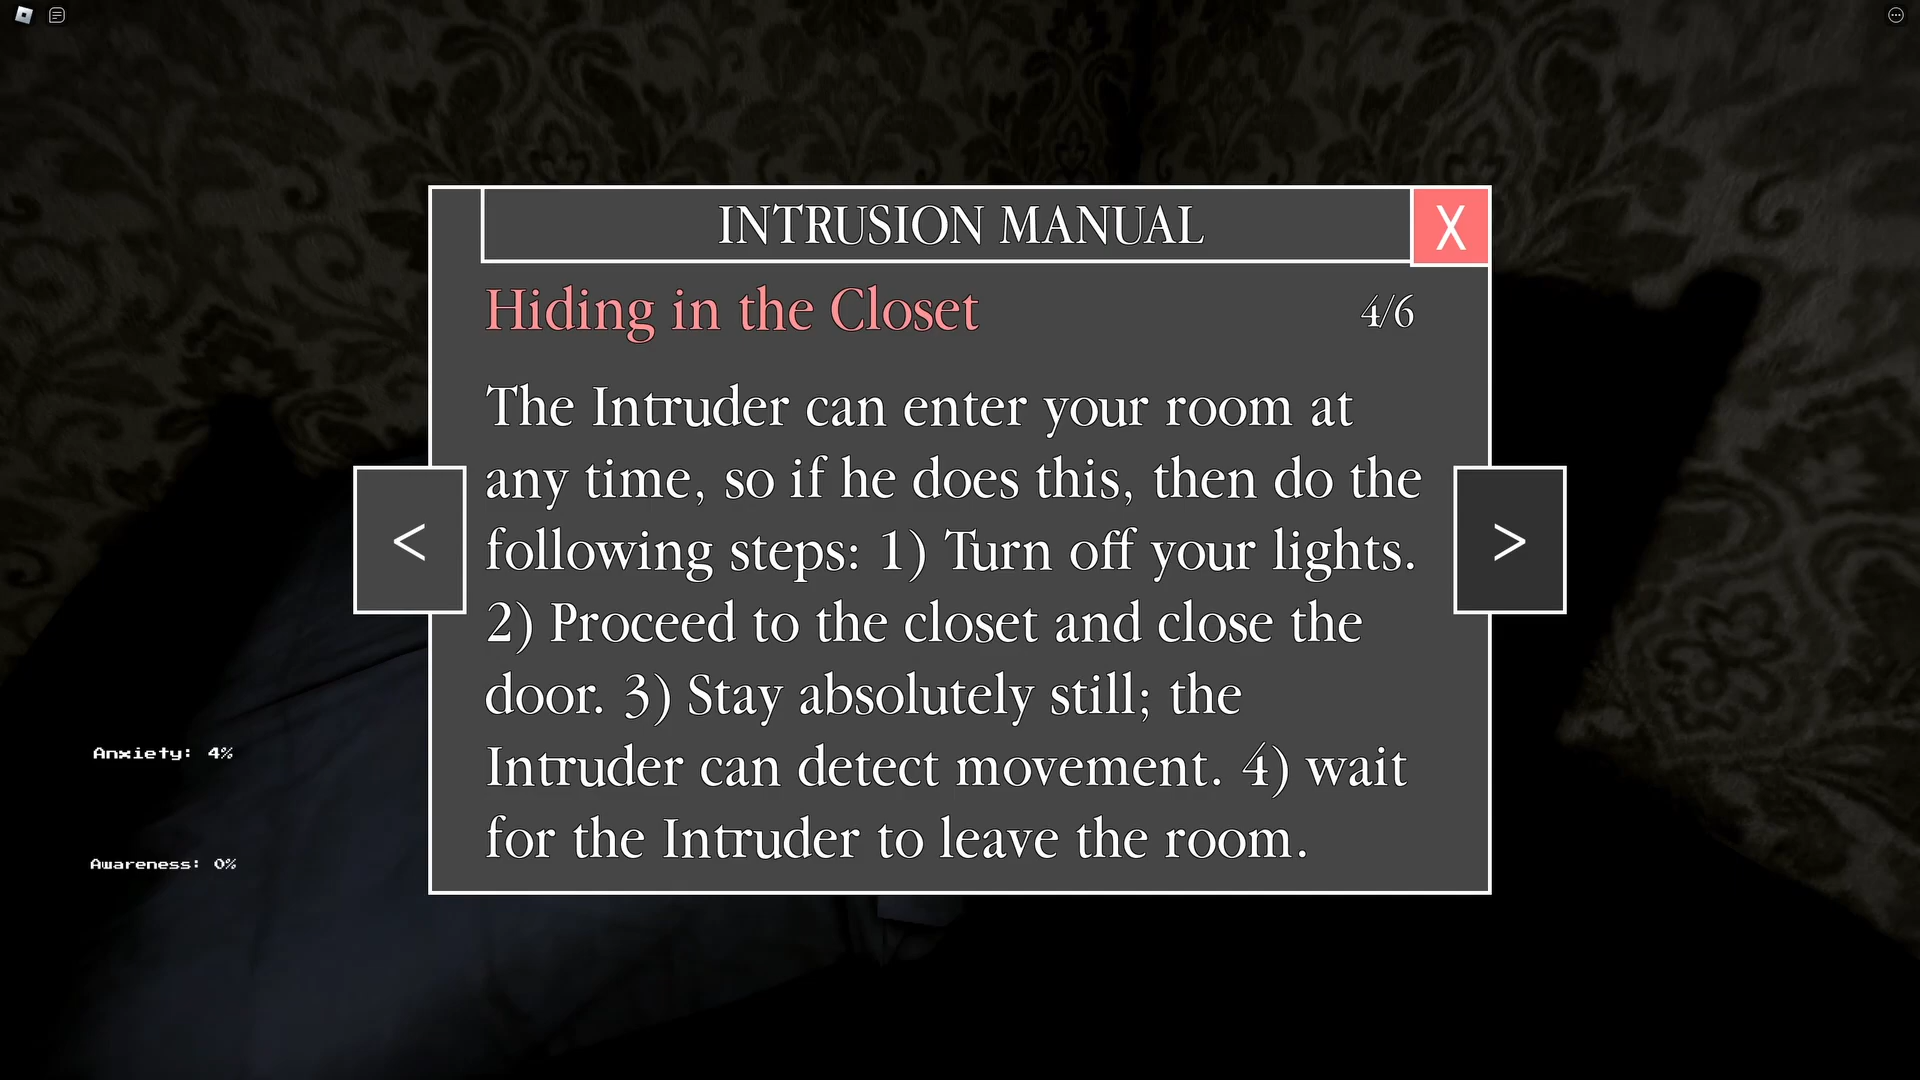 INTRUSION MANUAL
X
Hiding in the Closet
4/6
The Intruder can enter your room at
any time, so if he does this, then do the
following steps: 1) Turn off your lights.
2) Proceed to the closet and close the
door. 3) Stay absolutely still; the
Intruder can detect movement. 4) wait
for the Intruder to leave the room.
<
>
Anxiety: 4%
Awareness: 0%